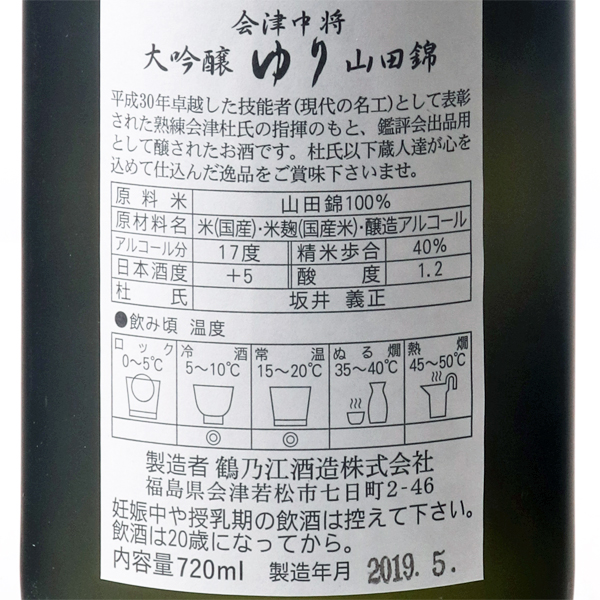 会津中将
大吟醸 ゆり 山田錦
平成30年卓越した技能者(現代の名工)として表彰
された熟練会津杜氏の指揮のもと、鑑評会出品用
として醸されたお酒です。杜氏以下蔵人達が心を
込めて仕込んだ逸品をご賞味下さいませ。
原料米 山田錦100%
原材料名 米(国産)・米麹(国産米)・醸造アルコール
アルコール分 17度 精米歩合 40%
日本酒度 +5 酸度 1.2
杜氏 坂井 義正
●飲み頃 温度
ロック 冷酒 常温 ぬる燗 熱燗
0〜5℃ 5〜10℃ 15〜20℃ 35〜40℃ 45〜50℃
◎ ◎
製造者 鶴乃江酒造株式会社
福島県会津若松市七日町2-46
妊娠中や授乳期の飲酒は控えて下さい。
飲酒は20歳になってから。
内容量720ml 製造年月 2019.5.